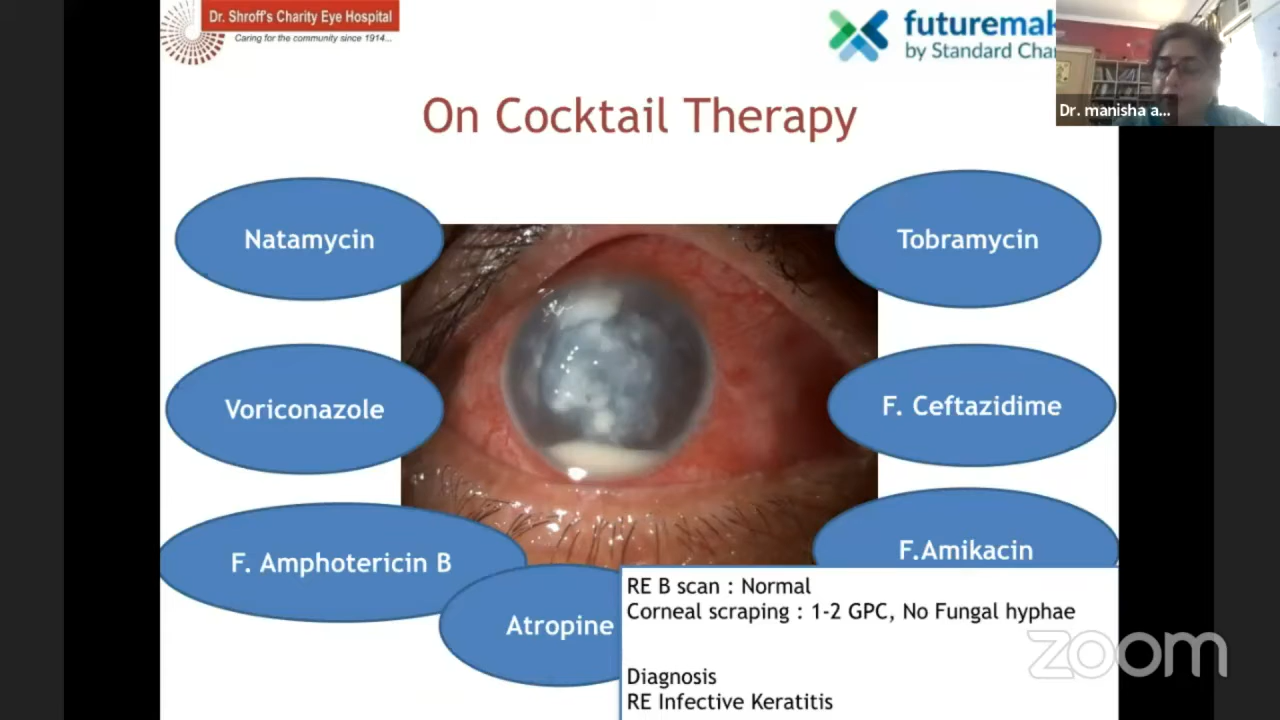 Dr. Shroff's Charity Eye Hospital
Caring for the community since 1914...
futuremak
by Standard Char
Dr. manisha a...
On Cocktail Therapy
Natamycin
Tobramycin
Voriconazole
F. Ceftazidime
F. Amphotericin B
F.Amikacin
Atropine
RE B scan : Normal
Corneal scraping : 1-2 GPC, No Fungal hyphae
Diagnosis
RE Infective Keratitis
zoom